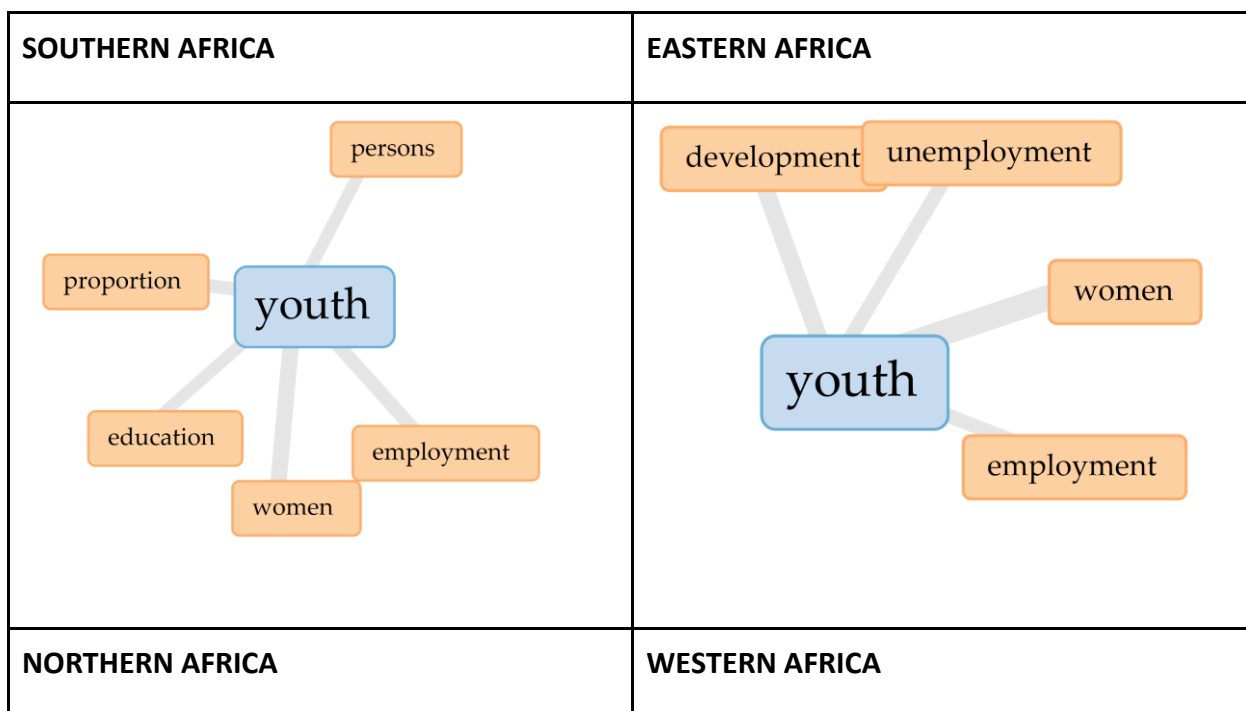 SOUTHERN AFRICA
EASTERN AFRICA
persons
proportion
youth
education
employment
women
development
unemployment
women
youth
employment
NORTHERN AFRICA
WESTERN AFRICA